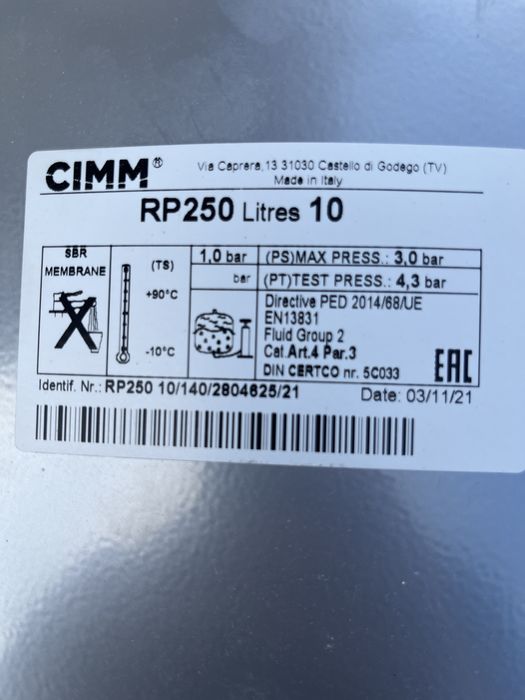 CIMM®
Via Caprera, 13 31030 Castello di Godego (TV)
Made in Italy
RP250 Litres 10
SBR
MEMBRANE
(TS)
+90°C
-10°C
1,0 bar
bar
(PS)MAX PRESS.: 3,0 bar
(PT)TEST PRESS.: 4,3 bar
Directive PED 2014/68/UE
EN13831
Fluid Group 2
Cat.Art.4 Par.3
DIN CERTCO nr. 5C033
EAC
Identif. Nr.: RP250 10/140/2804625/21
Date: 03/11/21